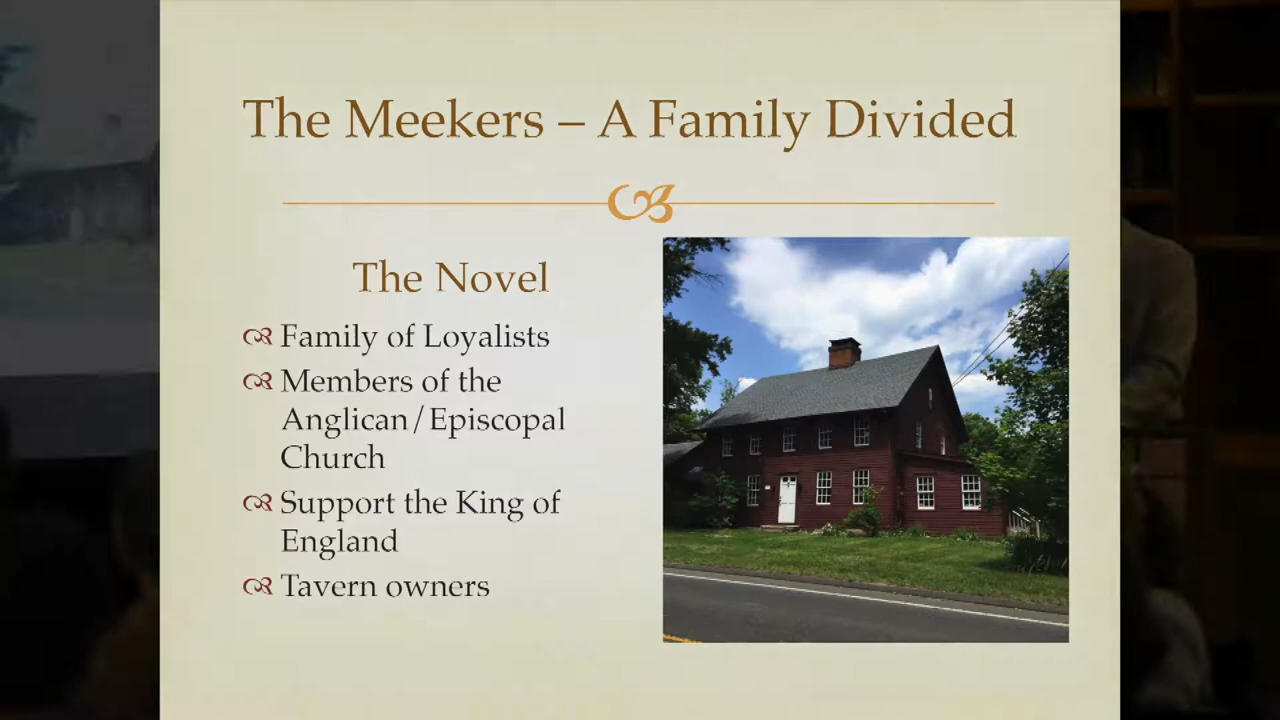 The Meekers – A Family Divided
The Novel
Family of Loyalists
Members of the
Anglican/Episcopal
Church
Support the King of
England
Tavern owners